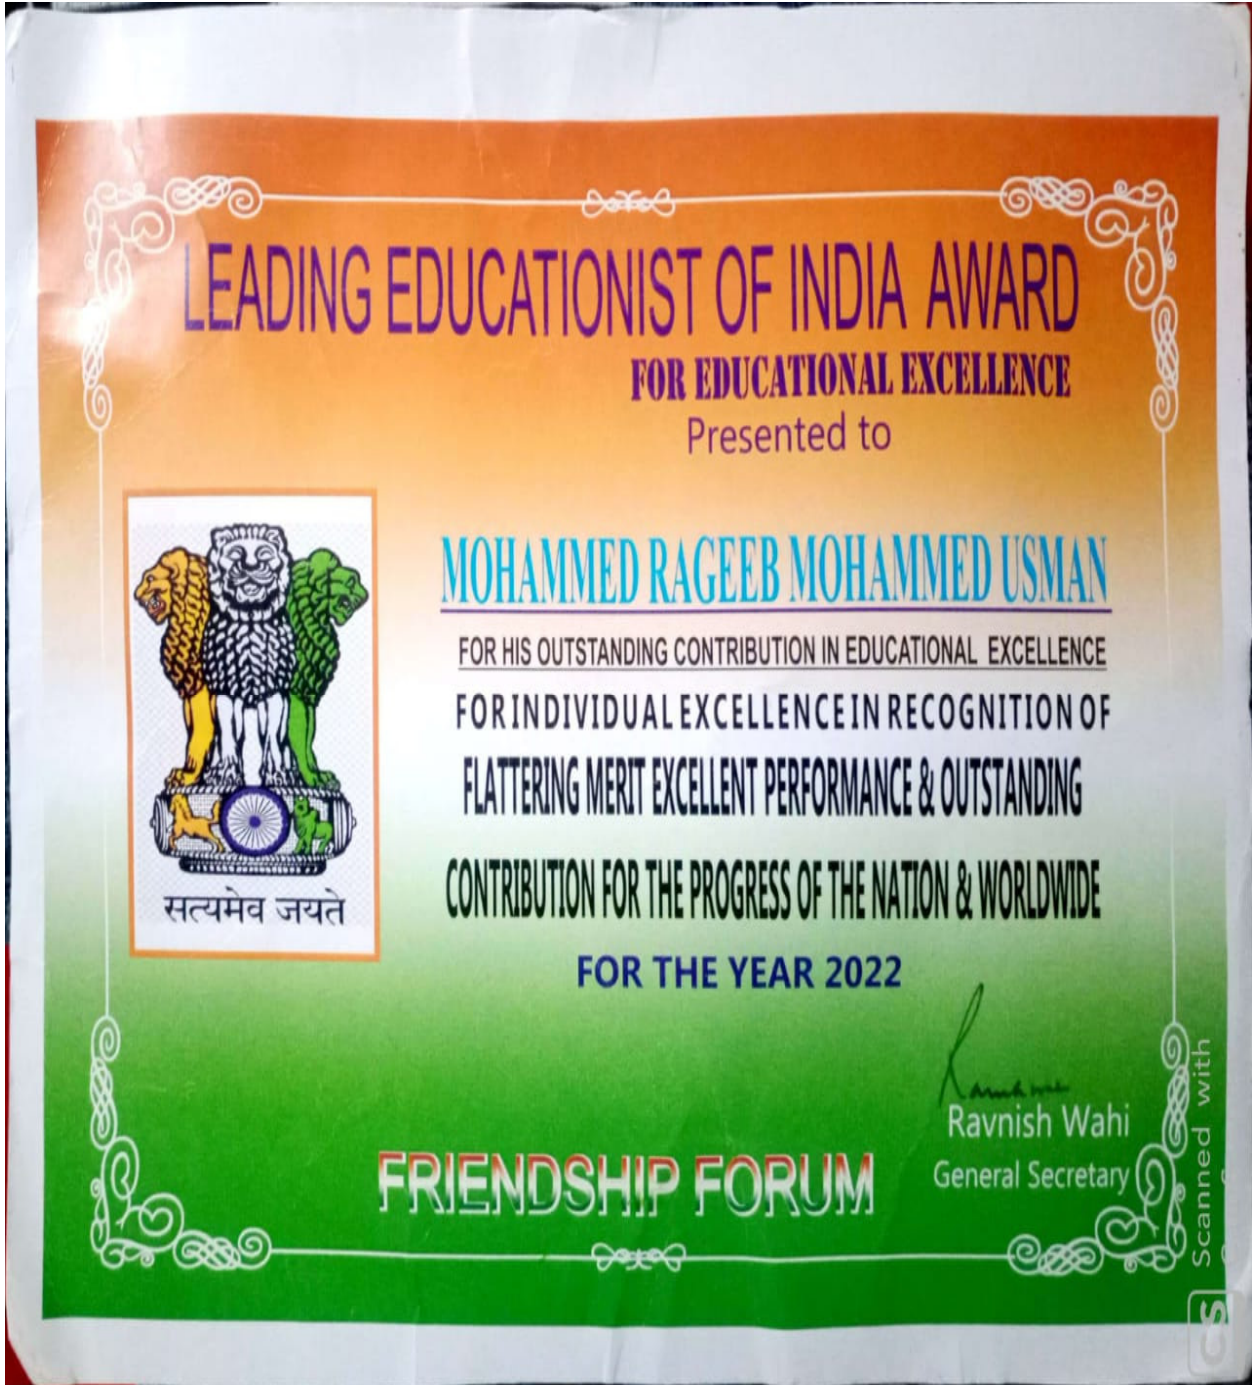 LEADING EDUCATIONIST OF INDIA AWARD
FOR EDUCATIONAL EXCELLENCE
Presented to
MOHAMMED RAGEEB MOHAMMED USMAN
FOR HIS OUTSTANDING CONTRIBUTION IN EDUCATIONAL EXCELLENCE
FOR INDIVIDUAL EXCELLENCE IN RECOGNITION OF
FLATTERING MERIT EXCELLENT PERFORMANCE & OUTSTANDING
CONTRIBUTION FOR THE PROGRESS OF THE NATION & WORLDWIDE
FOR THE YEAR 2022
सत्यमेव जयते
Ravnish Wahi
General Secretary
FRIENDSHIP FORUM
Scanned with
CS